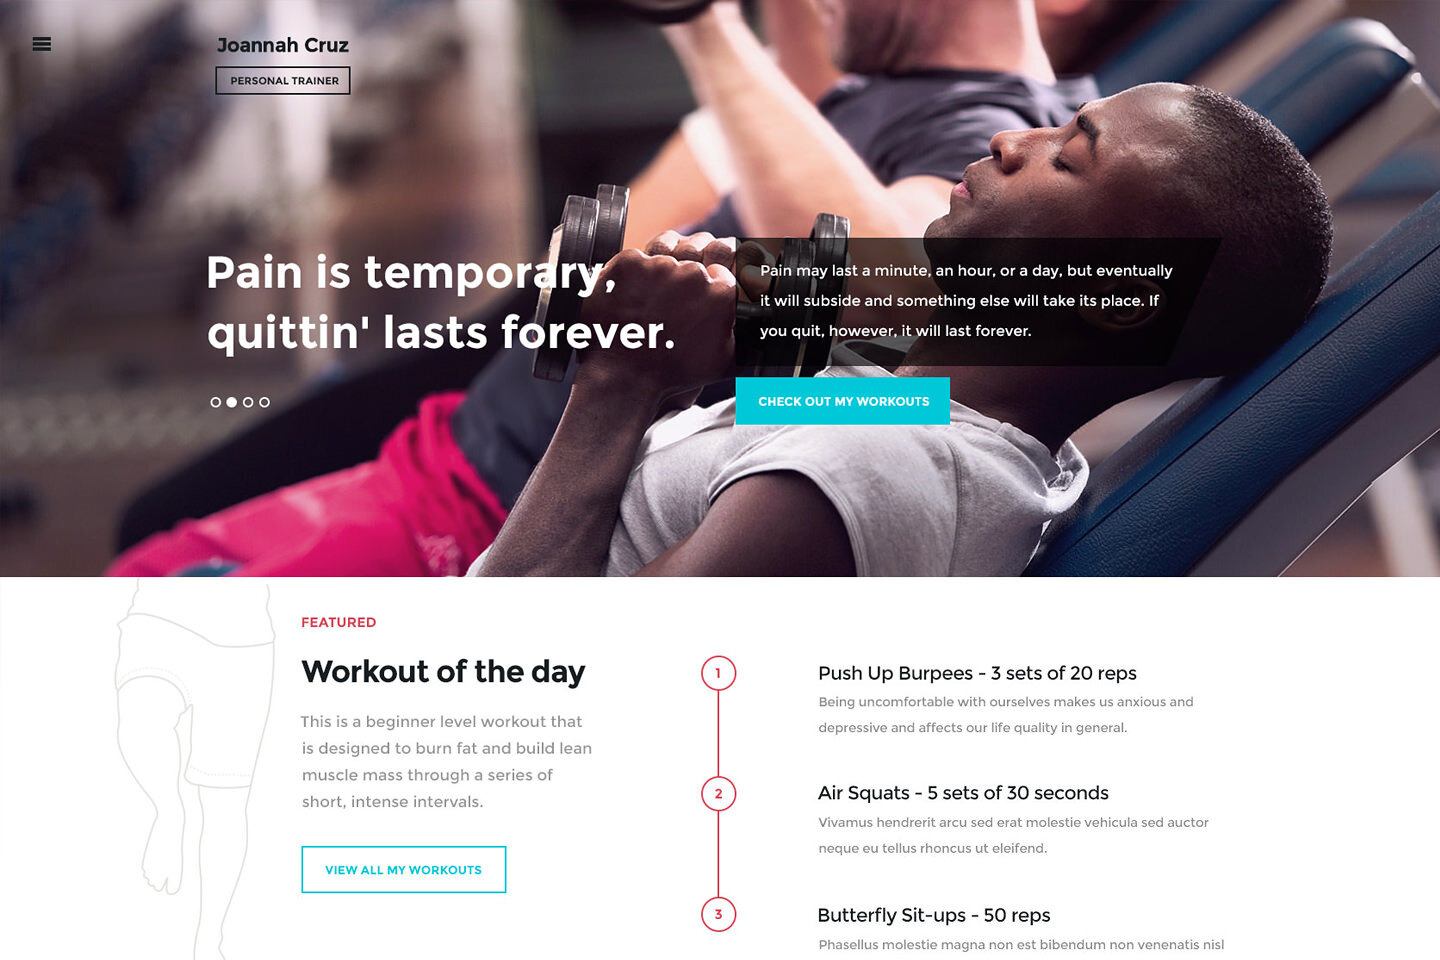 Joannah Cruz
PERSONAL TRAINER
Pain is temporary,
quittin' lasts forever.
Pain may last a minute, an hour, or a day, but eventually
it will subside and something else will take its place. If
you quit, however, it will last forever.
CHECK OUT MY WORKOUTS
FEATURED
Workout of the day
This is a beginner level workout that
is designed to burn fat and build lean
muscle mass through a series of
short, intense intervals.
VIEW ALL MY WORKOUTS
1
Push Up Burpees - 3 sets of 20 reps
Being uncomfortable with ourselves makes us anxious and
depressive and affects our life quality in general.
2
Air Squats - 5 sets of 30 seconds
Vivamus hendrerit arcu sed erat molestie vehicula sed auctor
neque eu tellus rhoncus ut eleifend.
3
Butterfly Sit-ups - 50 reps
Phasellus molestie magna non est bibendum non venenatis nisl